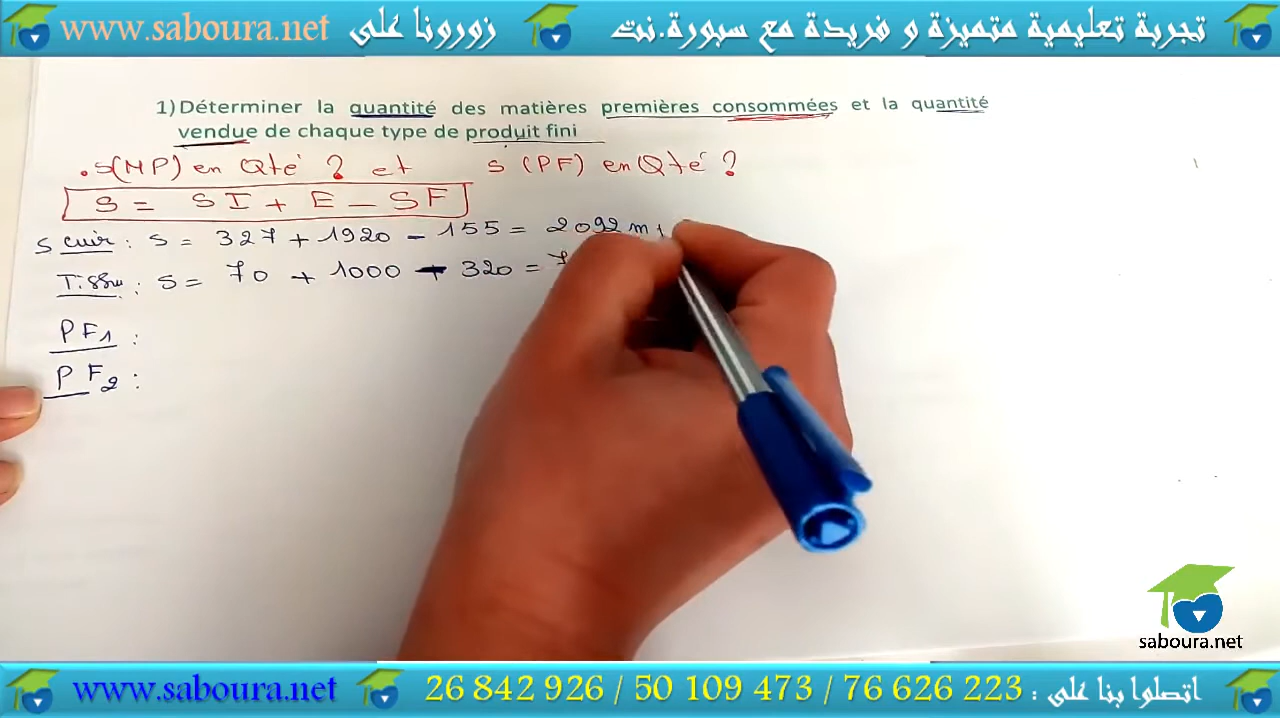 www.saboura.net زورونا على تجربة تعليمية متميزة و فريدة مع سبورة.نت
1)Déterminer la quantité des matières premières consommées et la quantité
vendue de chaque type de produit fini
. S(MP) en Qté ? et S (PF) en Qté ?
S = SI + E - SF
S cuir : S = 327 + 1920 - 155 = 2092 m
Tissu : S = 70 + 1000 - 320 = 7
PF1 :
PF2 :
saboura.net
www.saboura.net 26 842 926 / 50 109 473 / 76 626 223 : اتصلوا بنا على